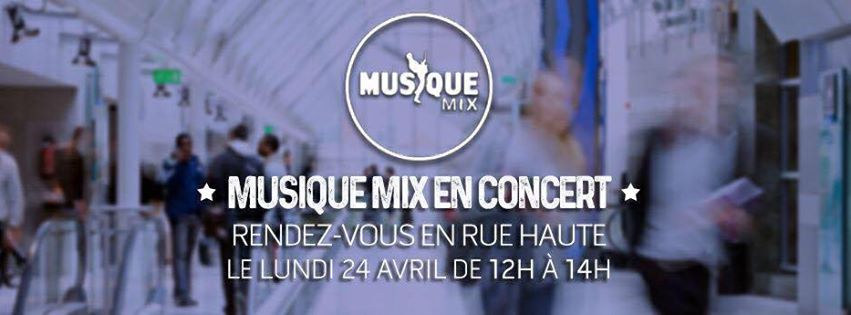 MUSIQUE
MIX
★ MUSIQUE MIX EN CONCERT ★
RENDEZ-VOUS EN RUE HAUTE
LE LUNDI 24 AVRIL DE 12H À 14H